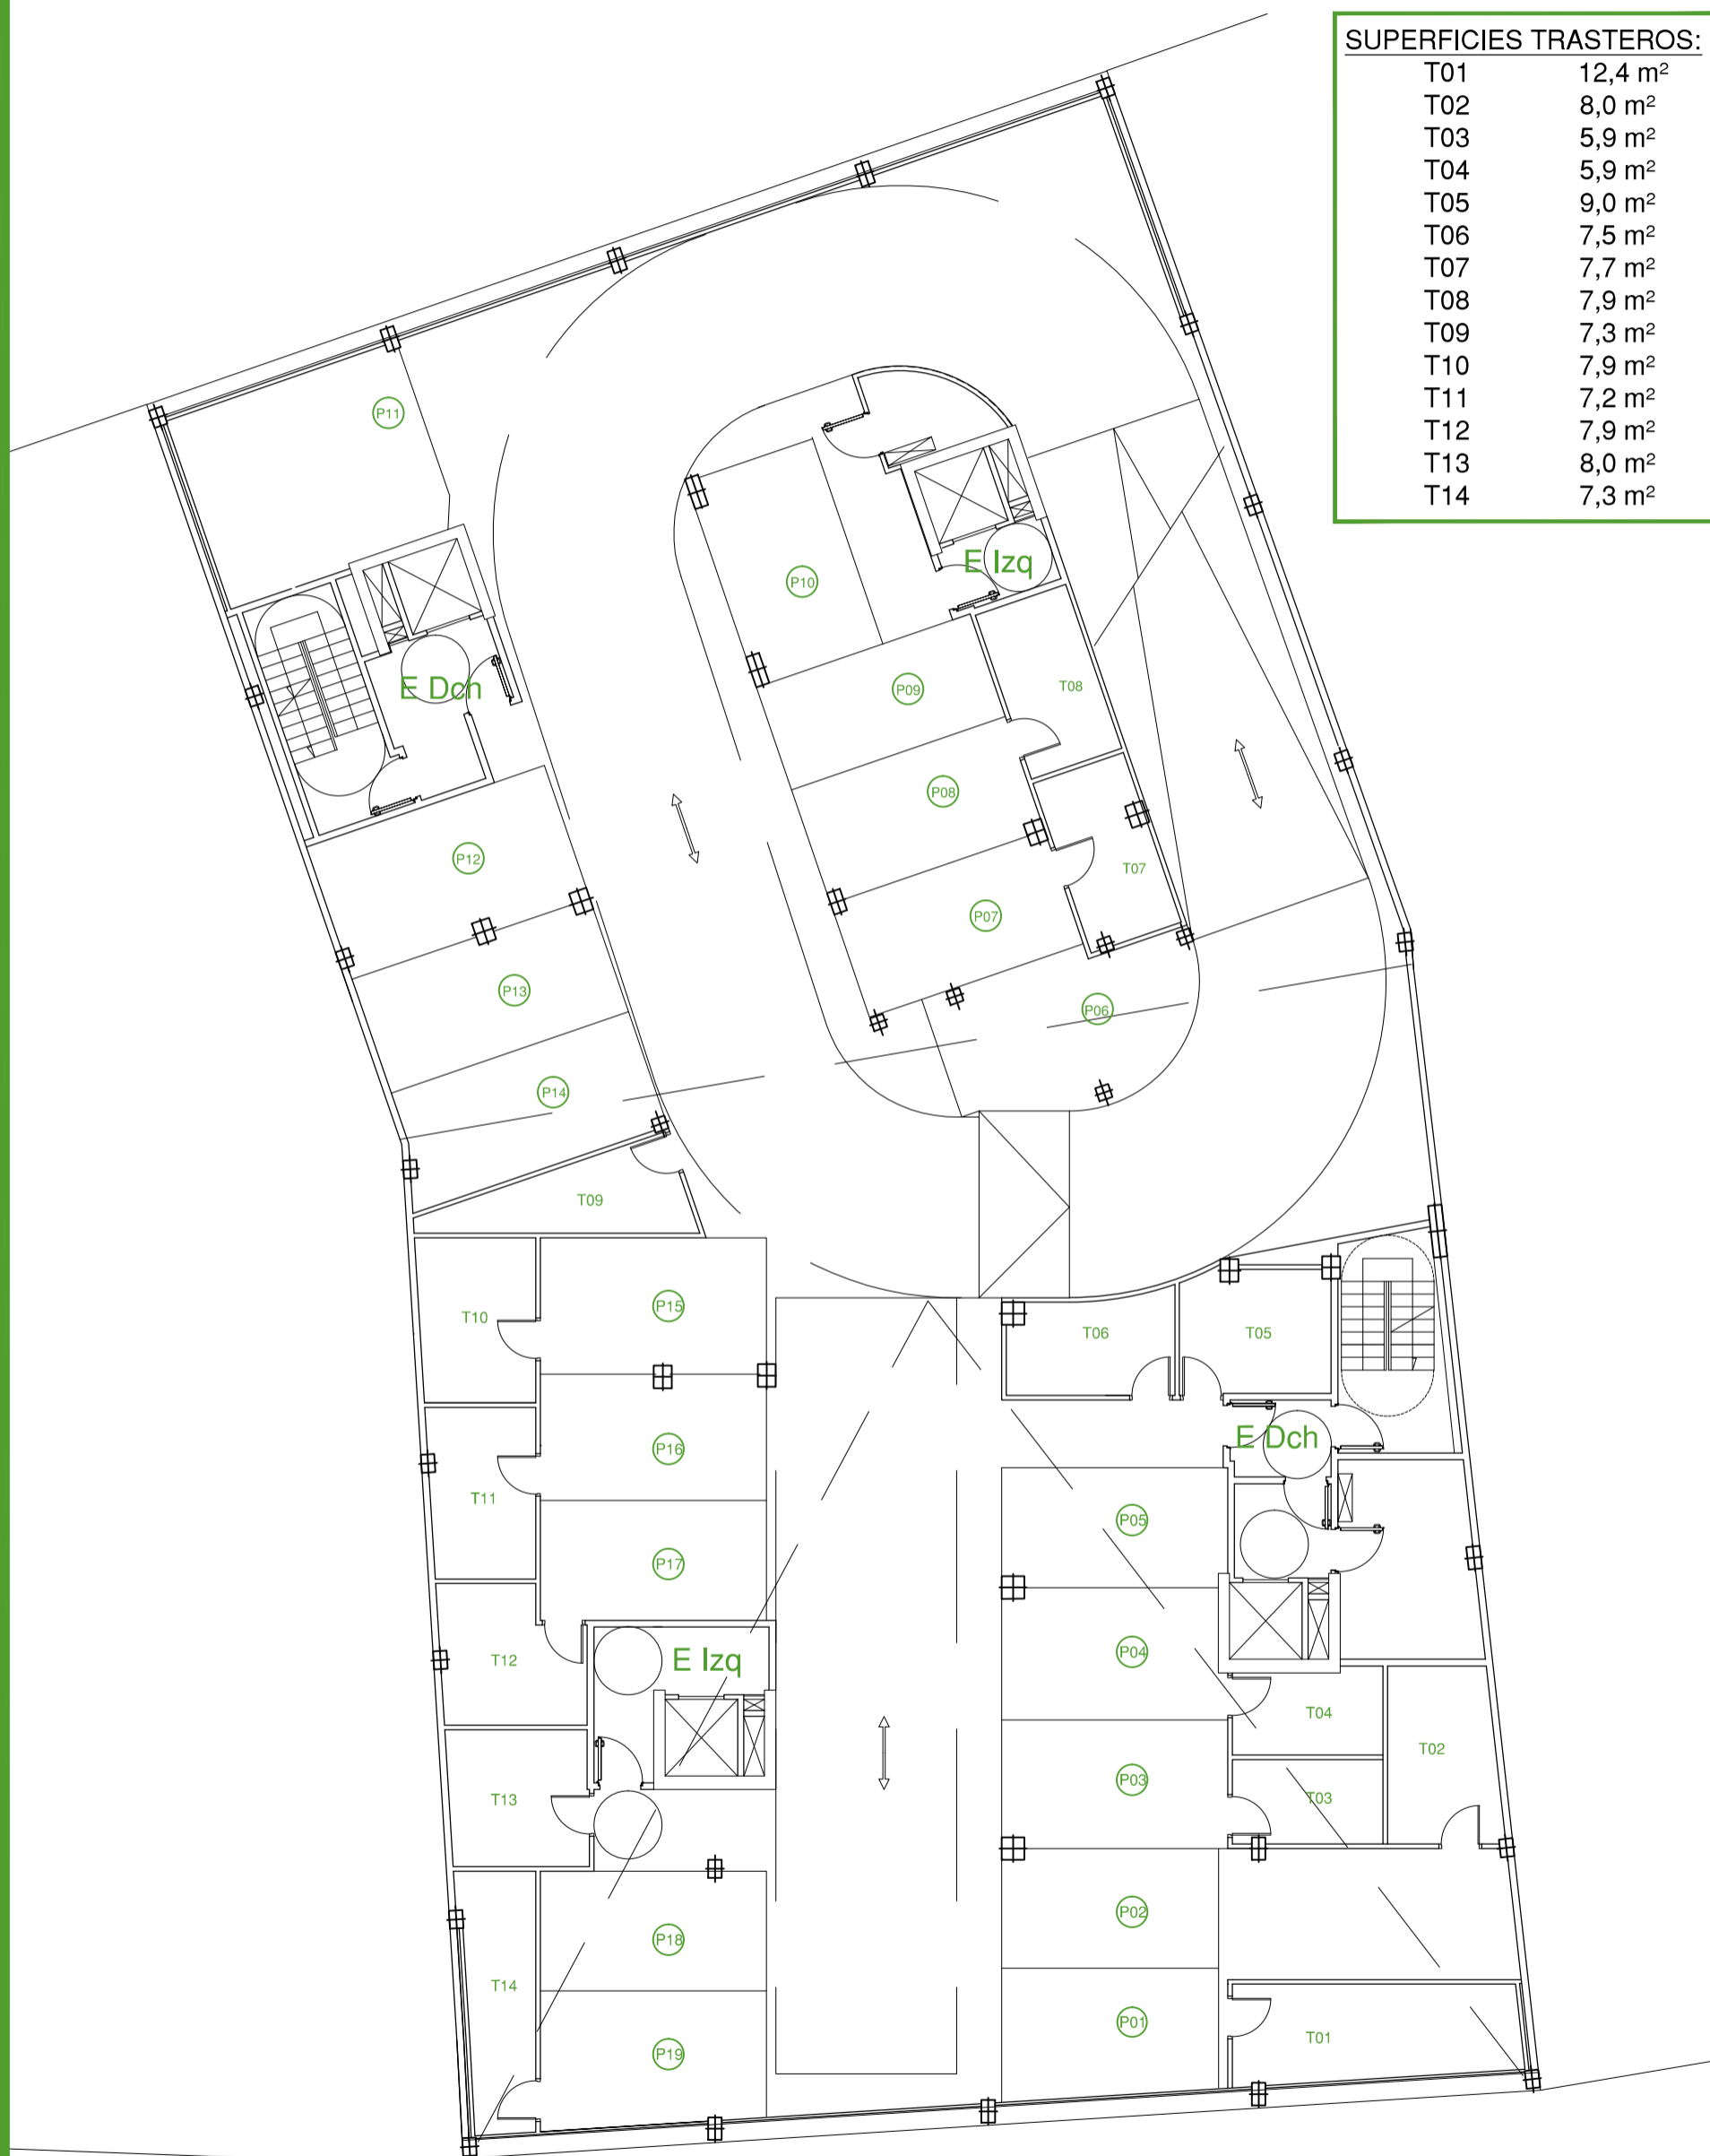 SUPERFICIES TRASTEROS:
T01 12,4 m²
T02 8,0 m²
T03 5,9 m²
T04 5,9 m²
T05 9,0 m²
T06 7,5 m²
T07 7,7 m²
T08 7,9 m²
T09 7,3 m²
T10 7,9 m²
T11 7,2 m²
T12 7,9 m²
T13 8,0 m²
T14 7,3 m²
P11
E Izq
P10
E Dch
P09
T08
P08
P12
T07
P07
P13
P06
P14
T09
P15
T10
T06
T05
E Dch
P16
T11
P05
P17
P04
E Izq
T12
T04
T02
P03
T03
T13
P02
P18
T14
P01
T01
P19